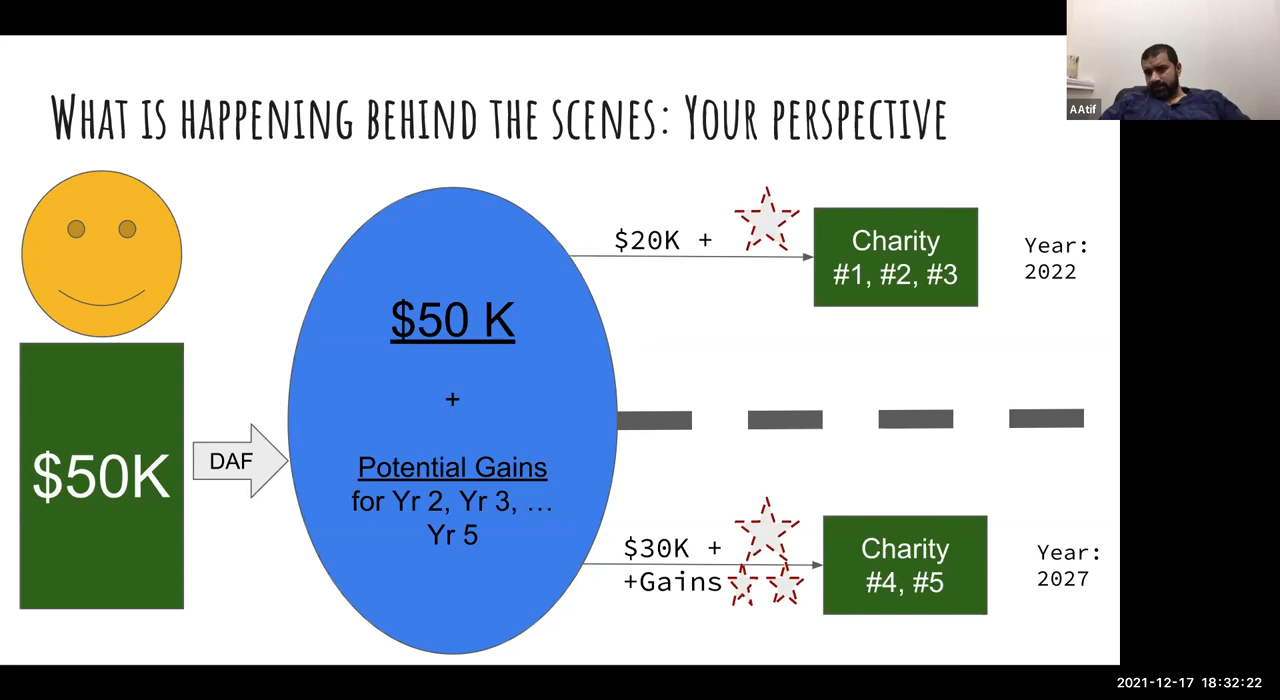 WHAT IS HAPPENING BEHIND THE SCENES: YOUR PERSPECTIVE
AAtif
$50K
DAF
$50 K
+
Potential Gains
for Yr 2, Yr 3, …
Yr 5
$20K +
Charity
#1, #2, #3
Year:
2022
$30K +
+Gains
Charity
#4, #5
Year:
2027
2021-12-17 18:32:22